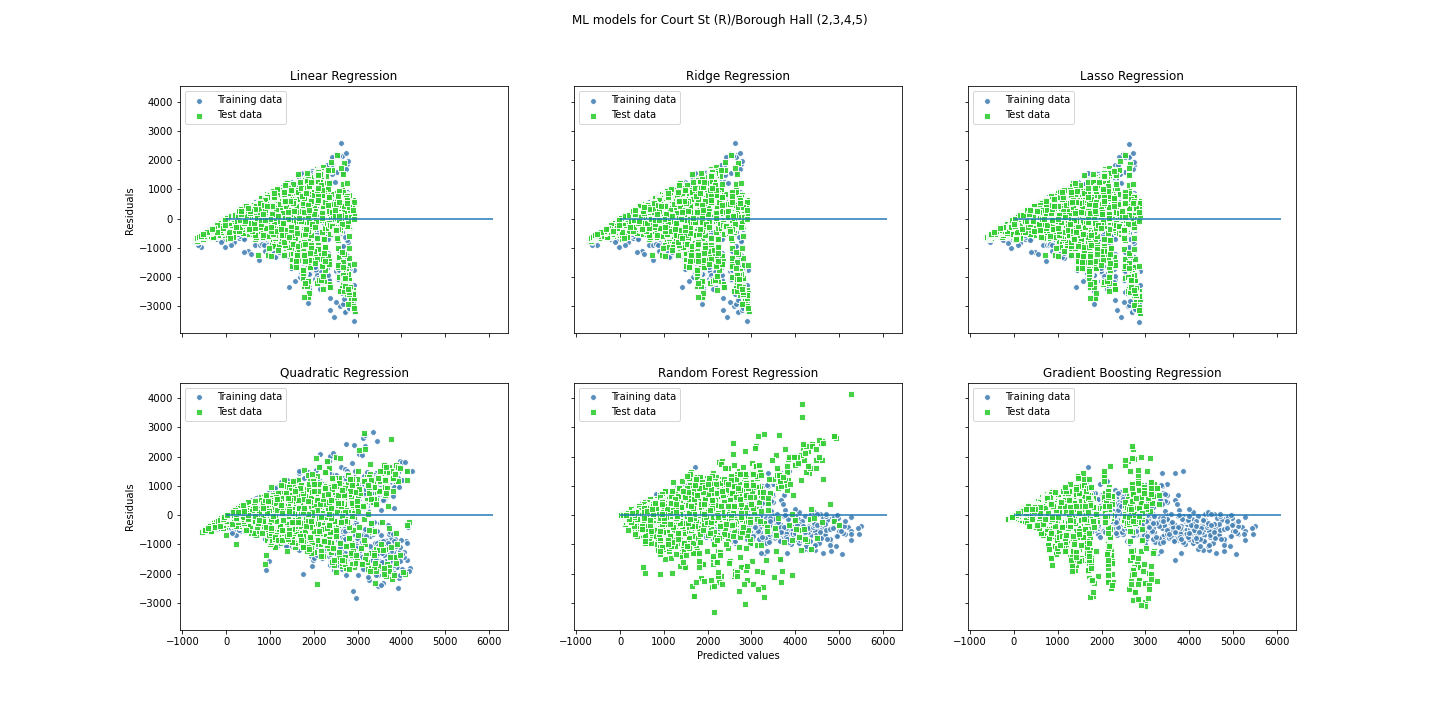 ML models for Court St (R)/Borough Hall (2,3,4,5)
Linear Regression
Ridge Regression
Lasso Regression
Training data
Test data
Training data
Test data
Training data
Test data
Residuals
4000
3000
2000
1000
0
−1000
−2000
−3000
Quadratic Regression
Random Forest Regression
Gradient Boosting Regression
Training data
Test data
Training data
Test data
Training data
Test data
Residuals
4000
3000
2000
1000
0
−1000
−2000
−3000
−1000 0 1000 2000 3000 4000 5000 6000
−1000 0 1000 2000 3000 4000 5000 6000
−1000 0 1000 2000 3000 4000 5000 6000
Predicted values